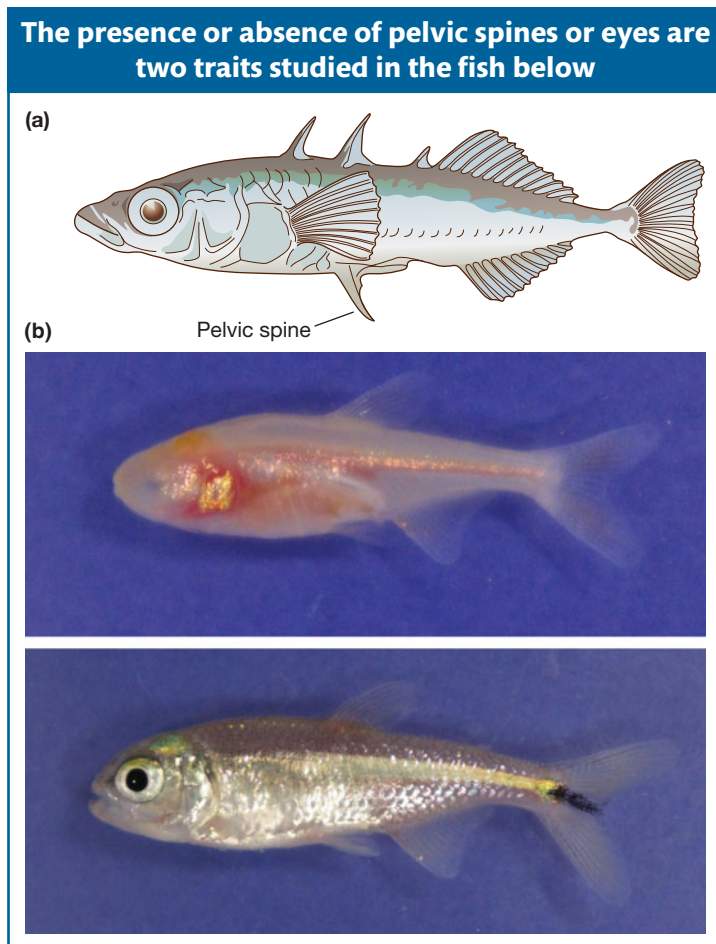 The presence or absence of pelvic spines or eyes are
two traits studied in the fish below
(a)
Pelvic spine
(b)